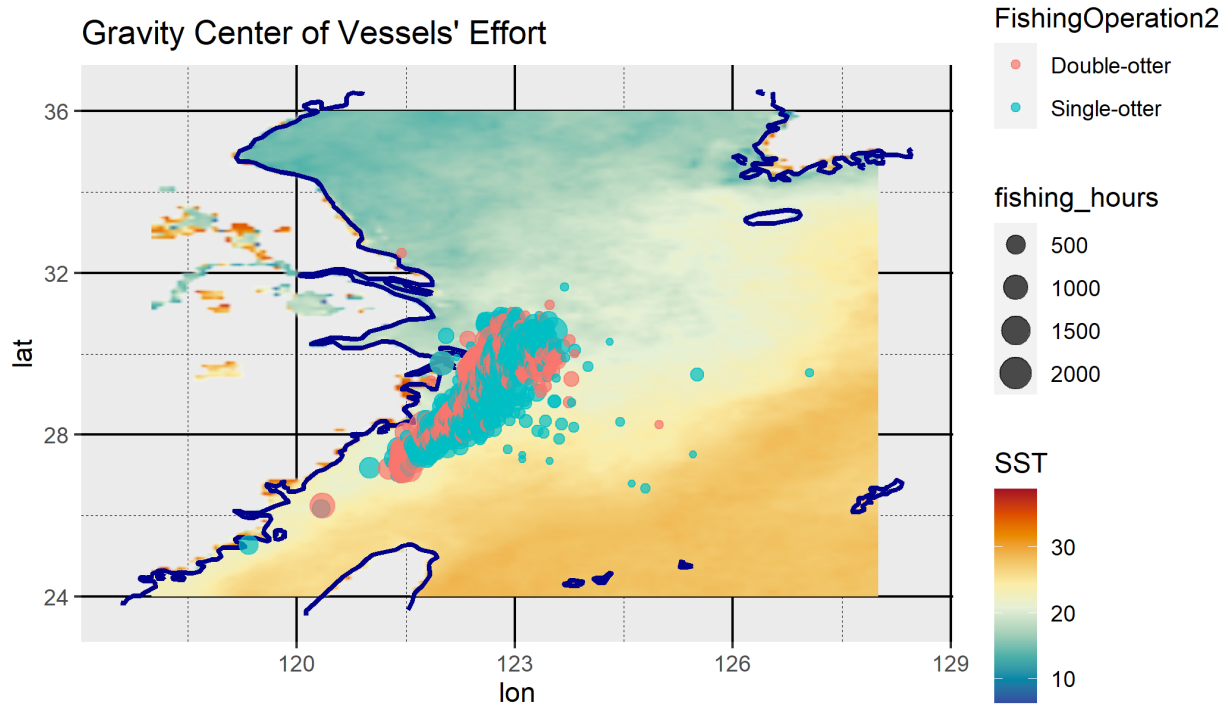 Gravity Center of Vessels' Effort
lat
36
32
28
24
120
123
126
129
lon
FishingOperation2
Double-otter
Single-otter
fishing_hours
500
1000
1500
2000
SST
30
20
10